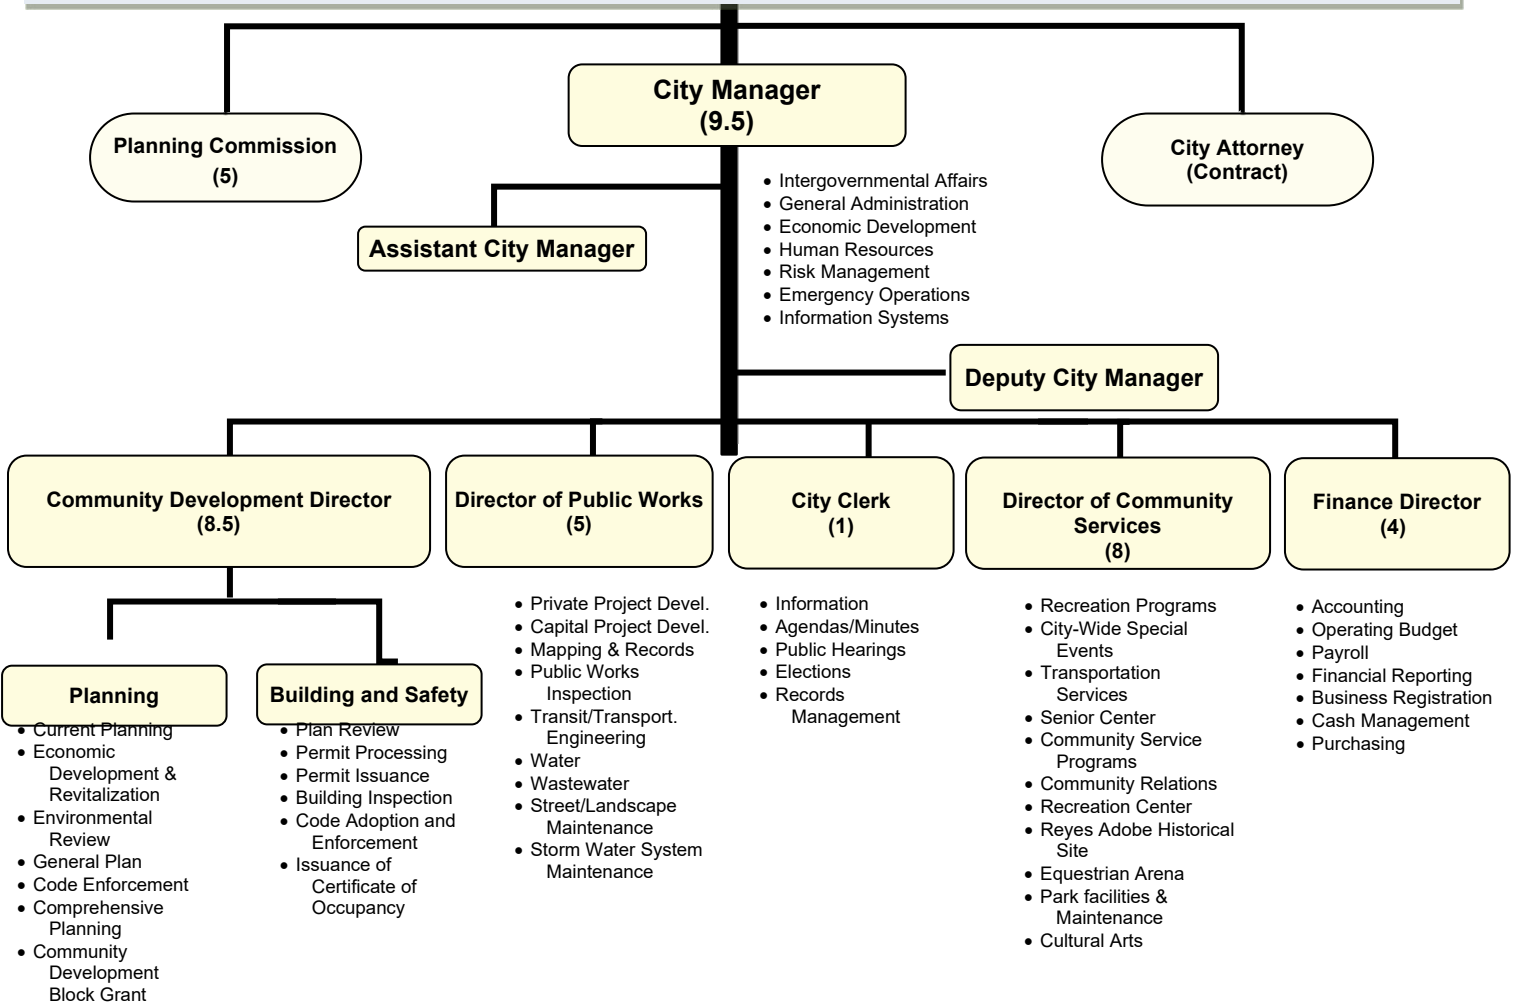 City Manager
(9.5)
Planning Commission
(5)
City Attorney
(Contract)
• Intergovernmental Affairs
• General Administration
• Economic Development
• Human Resources
• Risk Management
• Emergency Operations
• Information Systems
Assistant City Manager
Deputy City Manager
Community Development Director
(8.5)
Director of Public Works
(5)
City Clerk
(1)
Director of Community
Services
(8)
Finance Director
(4)
Planning
• Current Planning
• Economic
Development &
Revitalization
• Environmental
Review
• General Plan
• Code Enforcement
• Comprehensive
Planning
• Community
Development
Block Grant
Building and Safety
• Plan Review
• Permit Processing
• Permit Issuance
• Building Inspection
• Code Adoption and
Enforcement
• Issuance of
Certificate of
Occupancy
• Private Project Devel.
• Capital Project Devel.
• Mapping & Records
• Public Works
Inspection
• Transit/Transport.
Engineering
• Water
• Wastewater
• Street/Landscape
Maintenance
• Storm Water System
Maintenance
• Information
• Agendas/Minutes
• Public Hearings
• Elections
• Records
Management
• Recreation Programs
• City-Wide Special
Events
• Transportation
Services
• Senior Center
• Community Service
Programs
• Community Relations
• Recreation Center
• Reyes Adobe Historical
Site
• Equestrian Arena
• Park facilities &
Maintenance
• Cultural Arts
• Accounting
• Operating Budget
• Payroll
• Financial Reporting
• Business Registration
• Cash Management
• Purchasing